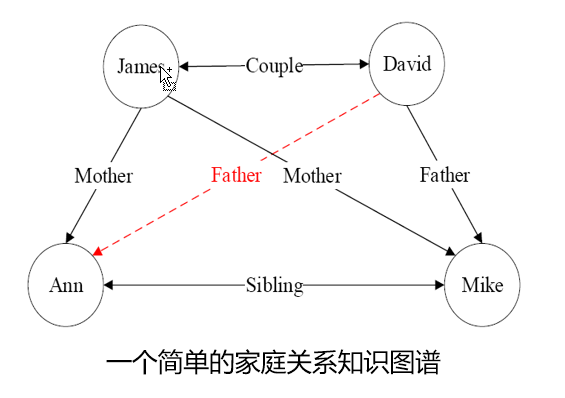 James
Couple
David
Mother
Father
Mother
Father
Ann
Sibling
Mike
一个简单的家庭关系知识图谱